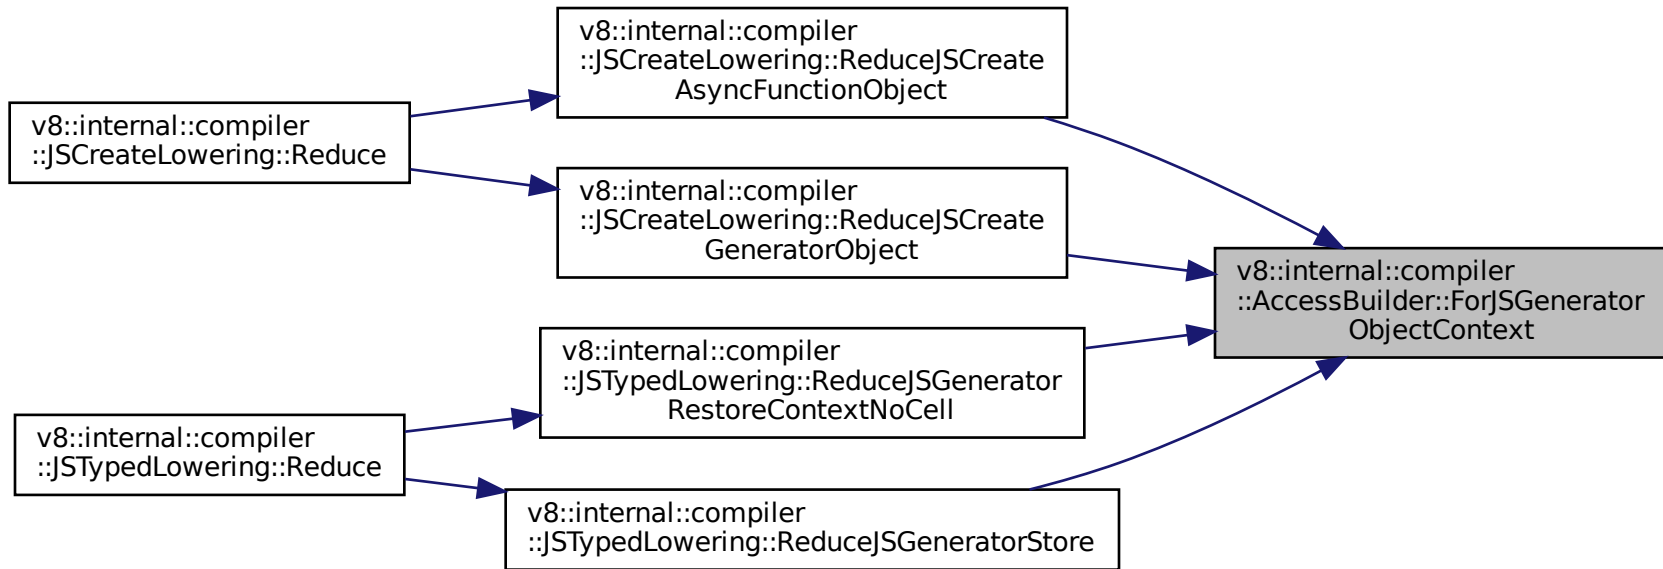 v8::internal::compiler
::JSCreateLowering::ReduceJSCreate
AsyncFunctionObject
v8::internal::compiler
::JSCreateLowering::Reduce
v8::internal::compiler
::JSCreateLowering::ReduceJSCreate
GeneratorObject
v8::internal::compiler
::AccessBuilder::ForJSGenerator
ObjectContext
v8::internal::compiler
::JSTypedLowering::ReduceJSGenerator
RestoreContextNoCell
v8::internal::compiler
::JSTypedLowering::Reduce
v8::internal::compiler
::JSTypedLowering::ReduceJSGeneratorStore